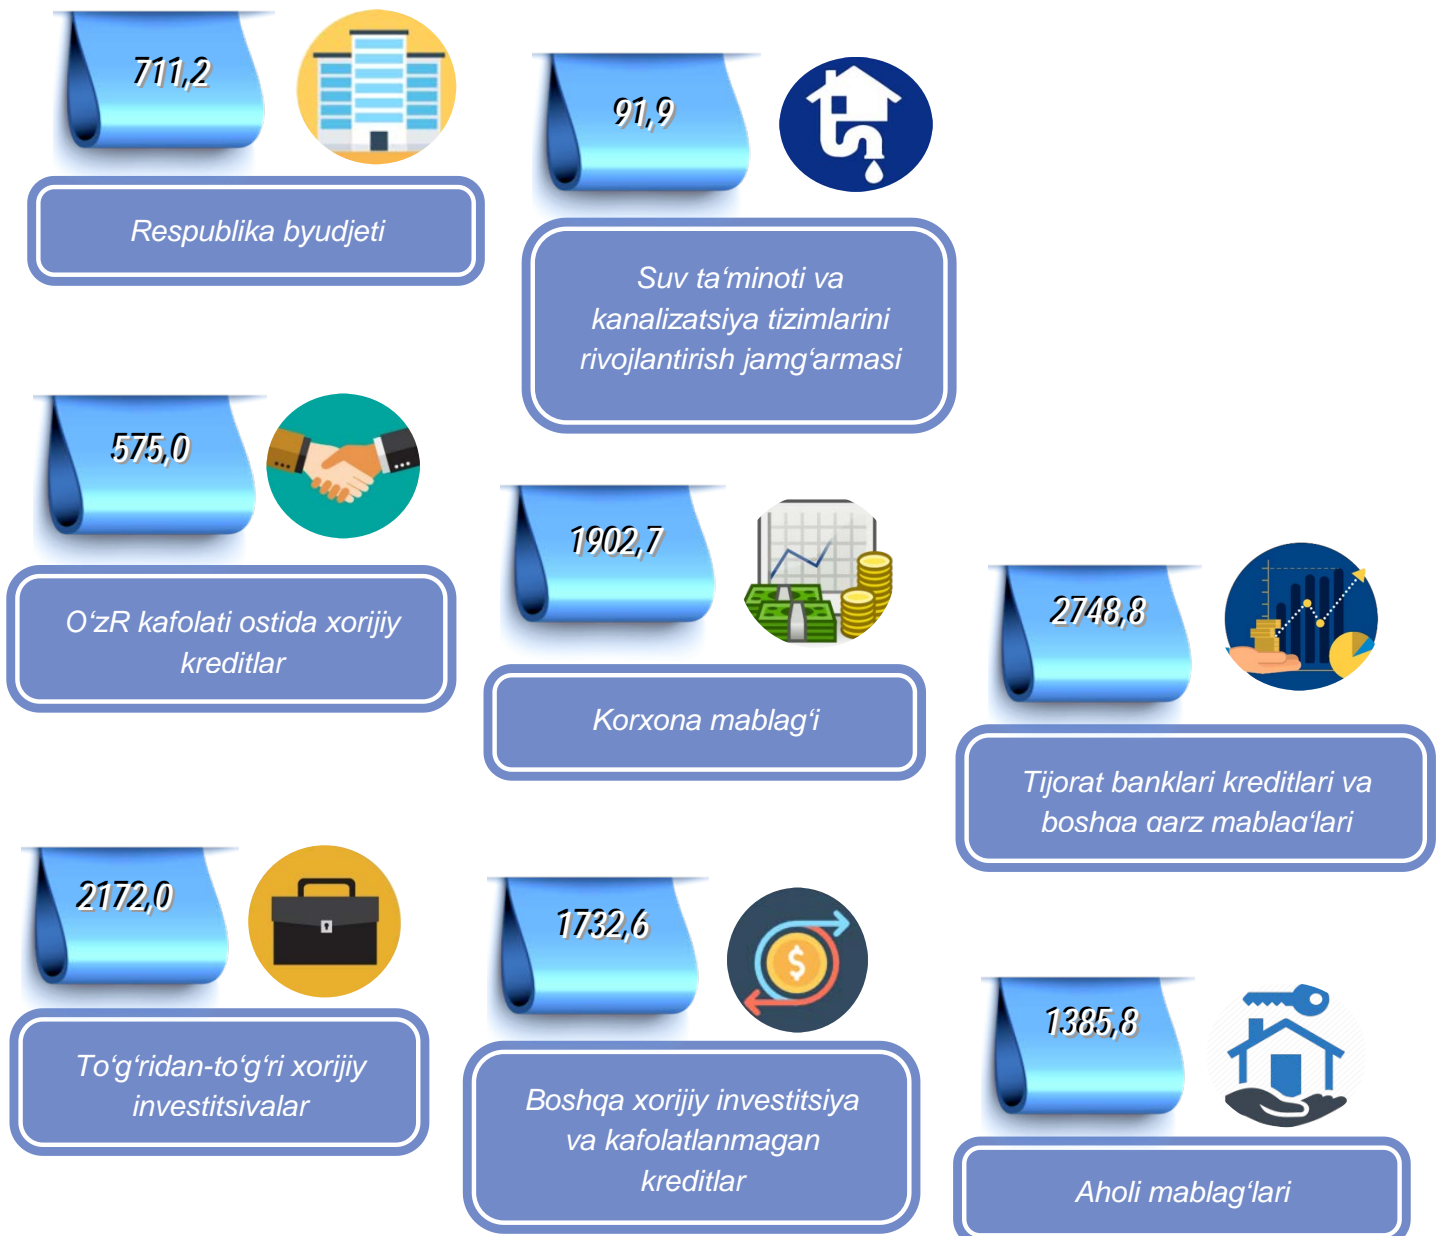 711,2
Respublika byudjeti
91,9
Suv ta‘minoti va
kanalizatsiya tizimlarini
rivojlantirish jamg‘armasi
575,0
O‘zR kafolati ostida xorijiy
kreditlar
1902,7
Korxona mablag‘i
2748,8
Tijorat banklari kreditlari va
boshqa qarz mablag‘lari
2172,0
To‘g‘ridan-to‘g‘ri xorijiy
investitsiyalar
1732,6
Boshqa xorijiy investitsiya
va kafolatlanmagan
kreditlar
1385,8
Aholi mablag‘lari